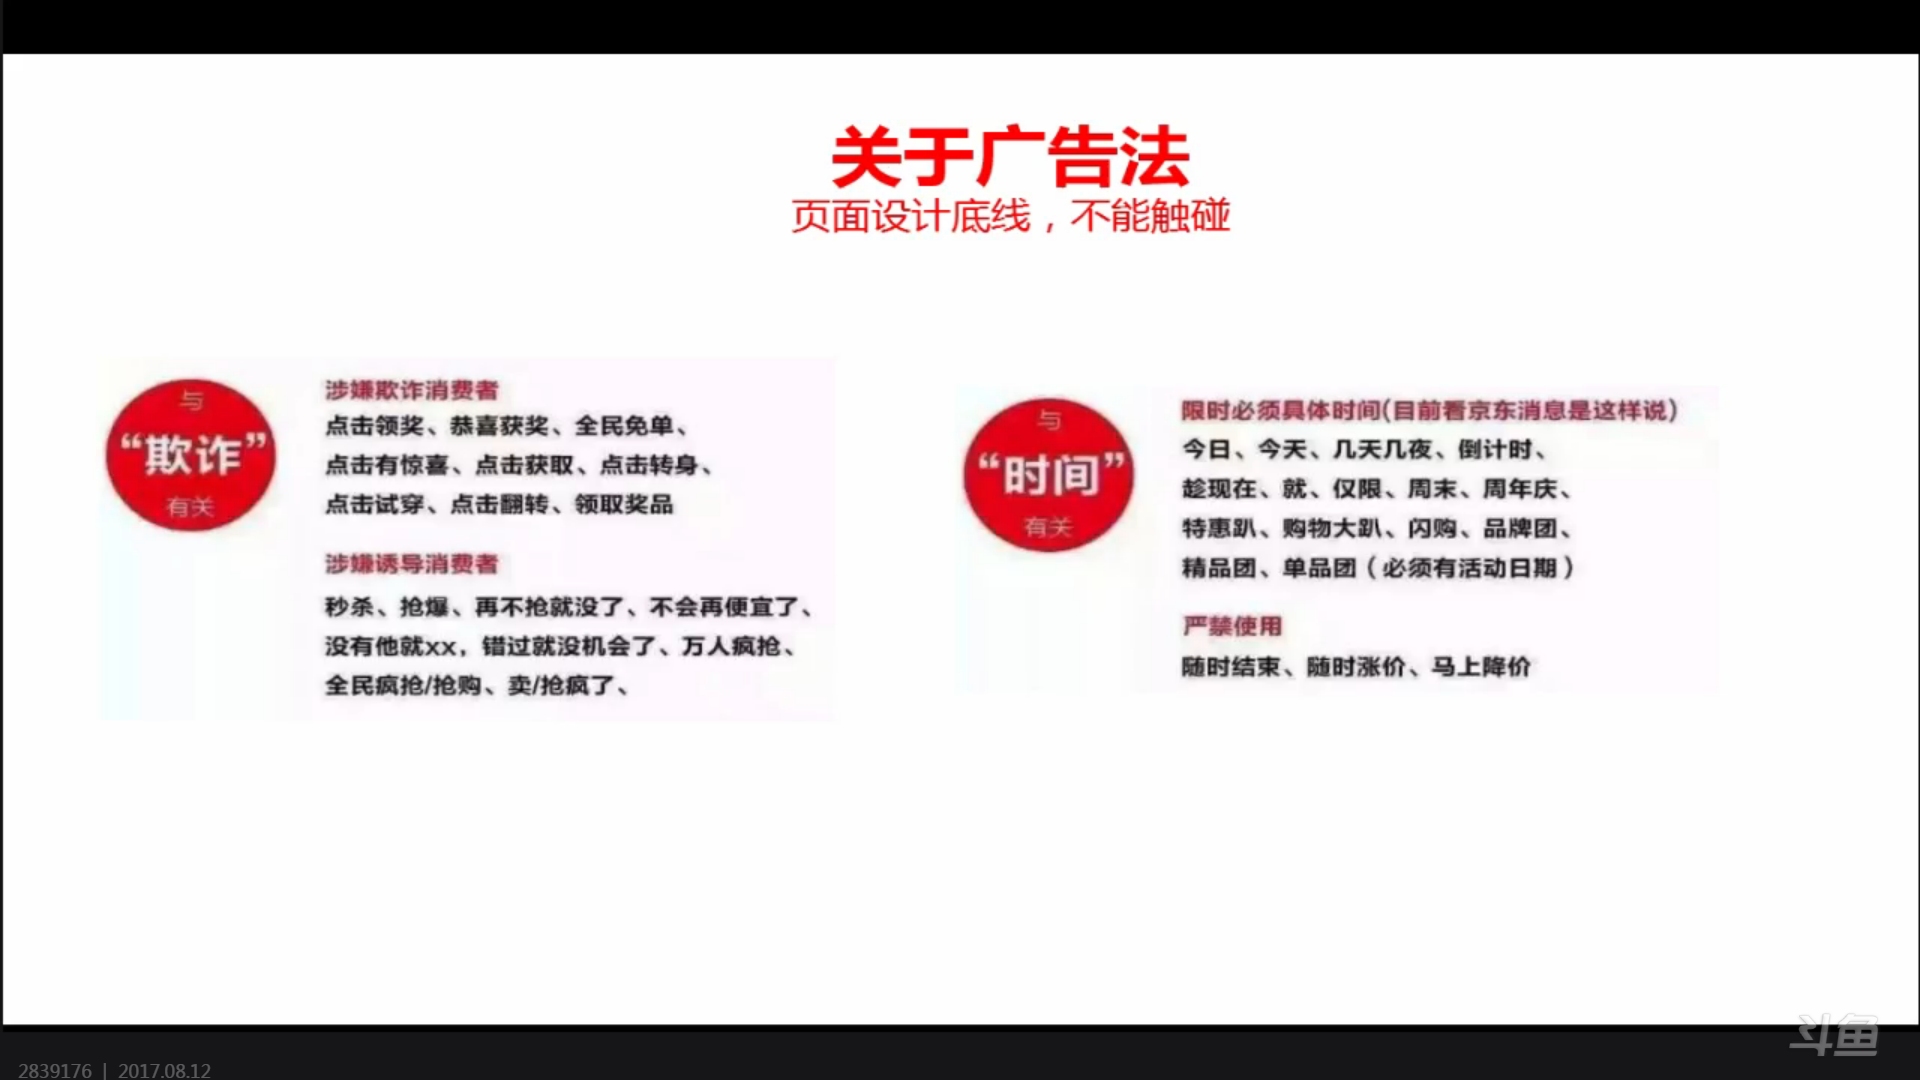 关于广告法
页面设计底线，不能触碰
与
“欺诈”
有关
涉嫌欺诈消费者
点击领奖、恭喜获奖、全民免单、
点击有惊喜、点击获取、点击转身、
点击试穿、点击翻转、领取奖品
涉嫌诱导消费者
秒杀、抢爆、再不抢就没了、不会再便宜了、
没有他就xx，错过就没机会了、万人疯抢、
全民疯抢/抢购、卖/抢疯了、
与
“时间”
有关
限时必须具体时间(目前看京东消息是这样说)
今日、今天、几天几夜、倒计时、
趁现在、就、仅限、周末、周年庆、
特惠趴、购物大趴、闪购、品牌团、
精品团、单品团（必须有活动日期）
严禁使用
随时结束、随时涨价、马上降价
斗鱼
2839176 | 2017.08.12